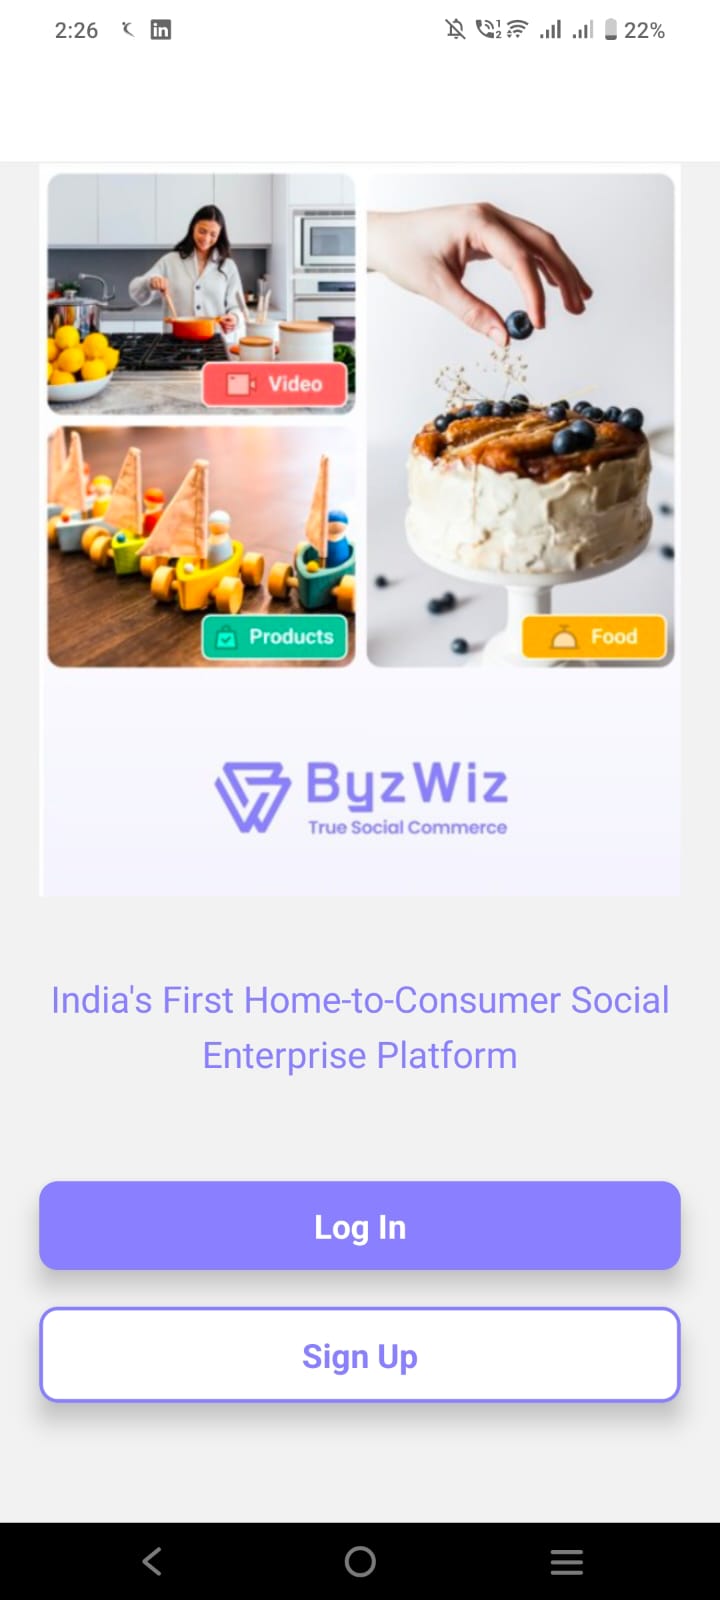 2:26 in 22%
Video
Products
Food
ByzWiz
True Social Commerce
India's First Home-to-Consumer Social
Enterprise Platform
Log In
Sign Up